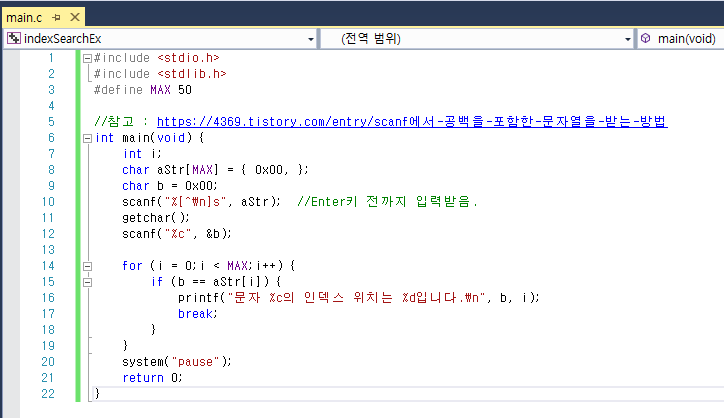 main.c
indexSearchEx (전역 범위) main(void)
1 #include <stdio.h>
2 #include <stdlib.h>
3 #define MAX 50
4
5 //참고 : https://4369.tistory.com/entry/scanf에서-공백을-포함한-문자열을-받는-방법
6 int main(void) {
7 int i;
8 char aStr[MAX] = { 0x00, };
9 char b = 0x00;
10 scanf("%[^₩n]s", aStr); //Enter키 전까지 입력받음.
11 getchar();
12 scanf("%c", &b);
13
14 for (i = 0;i < MAX;i++) {
15 if (b == aStr[i]) {
16 printf("문자 %c의 인덱스 위치는 %d입니다.₩n", b, i);
17 break;
18 }
19 }
20 system("pause");
21 return 0;
22 }